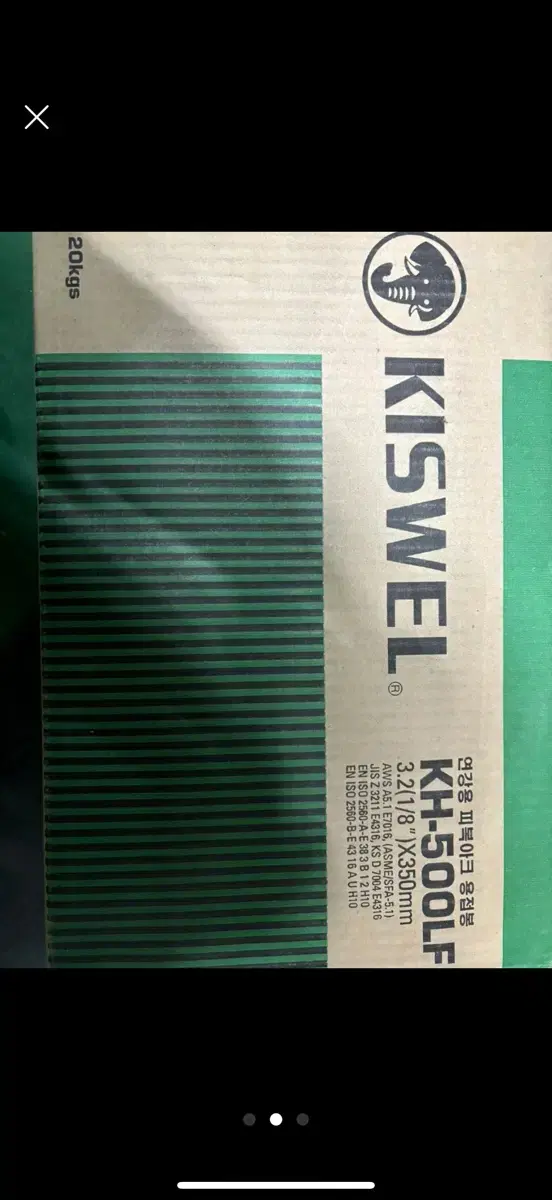 KISWEL®
연강용 피복아크 용접봉
KH-500LF
3.2(1/8")X350mm
AWS A5.1 E7016, (ASME/SFA-5.1)
JIS Z 3211 E4316, KS D 7004 E4316
EN ISO 2560-A-E 38 3 B 1 2 H10
EN ISO 2560-B-E 43 16 A U H10
20kgs